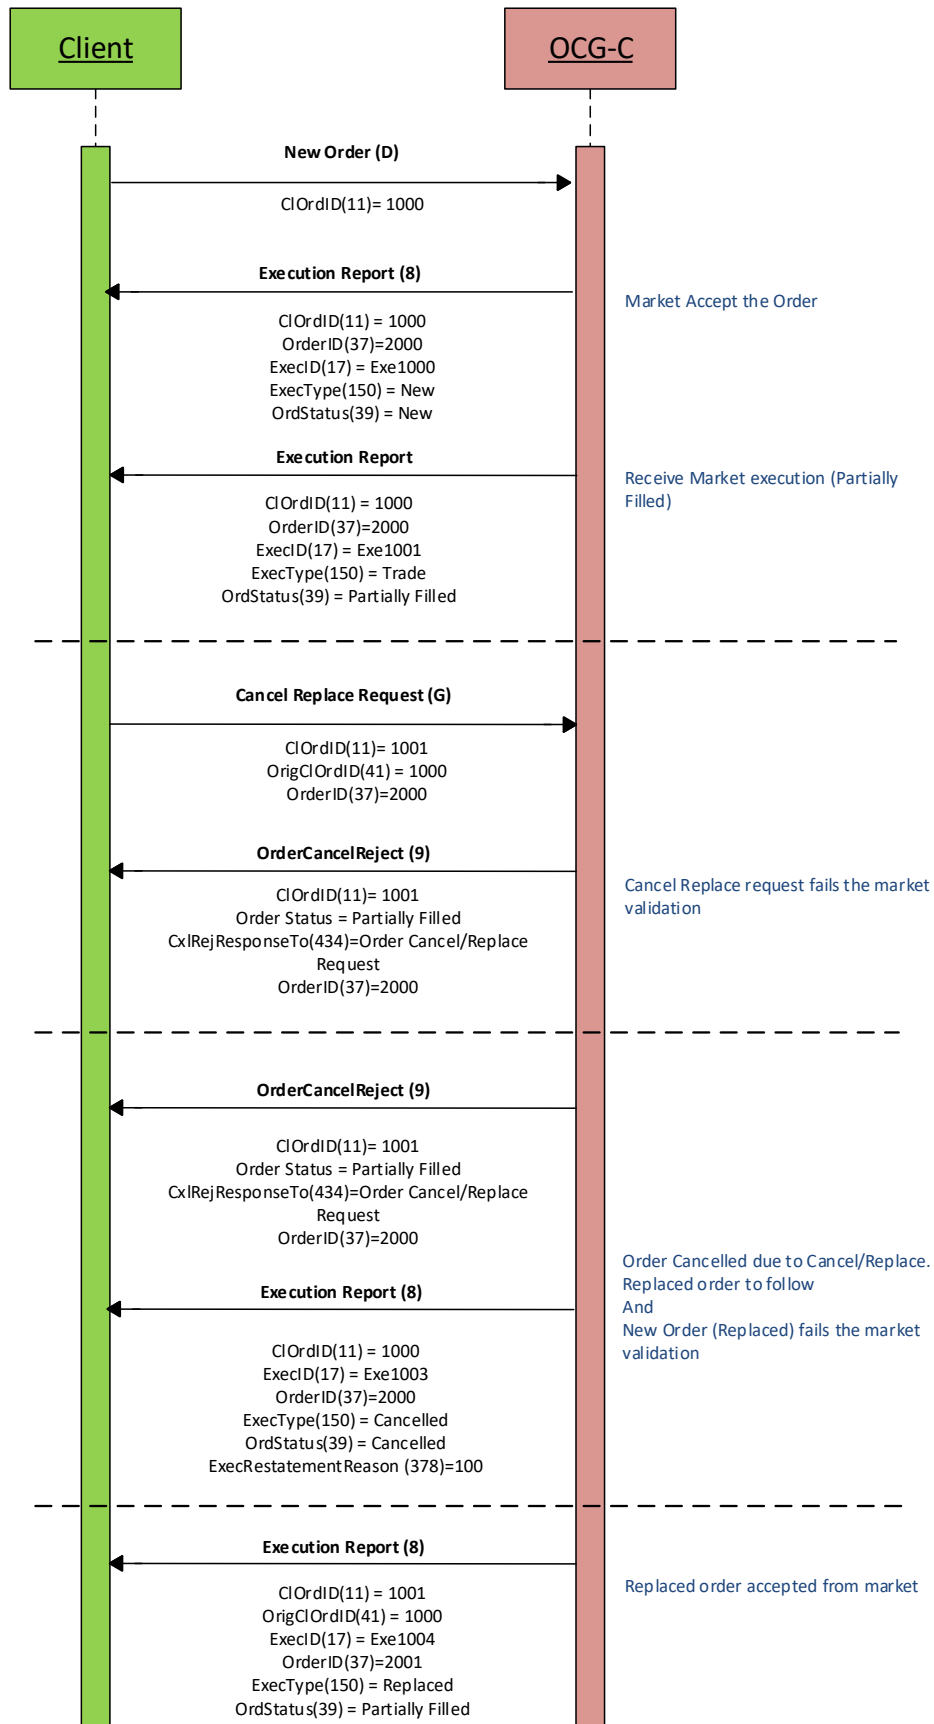 Client
OCG-C
New Order (D)
ClOrdID(11)= 1000
Execution Report (8)
Market Accept the Order
ClOrdID(11) = 1000
OrderID(37)=2000
ExecID(17) = Exe1000
ExecType(150) = New
OrdStatus(39) = New
Execution Report
Receive Market execution (Partially
Filled)
ClOrdID(11) = 1000
OrderID(37)=2000
ExecID(17) = Exe1001
ExecType(150) = Trade
OrdStatus(39) = Partially Filled
Cancel Replace Request (G)
ClOrdID(11)= 1001
OrigClOrdID(41) = 1000
OrderID(37)=2000
OrderCancelReject (9)
Cancel Replace request fails the market
validation
ClOrdID(11)= 1001
Order Status = Partially Filled
CxlRejResponseTo(434)=Order Cancel/Replace
Request
OrderID(37)=2000
OrderCancelReject (9)
ClOrdID(11)= 1001
Order Status = Partially Filled
CxlRejResponseTo(434)=Order Cancel/Replace
Request
OrderID(37)=2000
Order Cancelled due to Cancel/Replace.
Replaced order to follow
And
New Order (Replaced) fails the market
validation
Execution Report (8)
ClOrdID(11) = 1000
ExecID(17) = Exe1003
OrderID(37)=2000
ExecType(150) = Cancelled
OrdStatus(39) = Cancelled
ExecRestatementReason (378)=100
Execution Report (8)
Replaced order accepted from market
ClOrdID(11) = 1001
OrigClOrdID(41) = 1000
ExecID(17) = Exe1004
OrderID(37)=2001
ExecType(150) = Replaced
OrdStatus(39) = Partially Filled